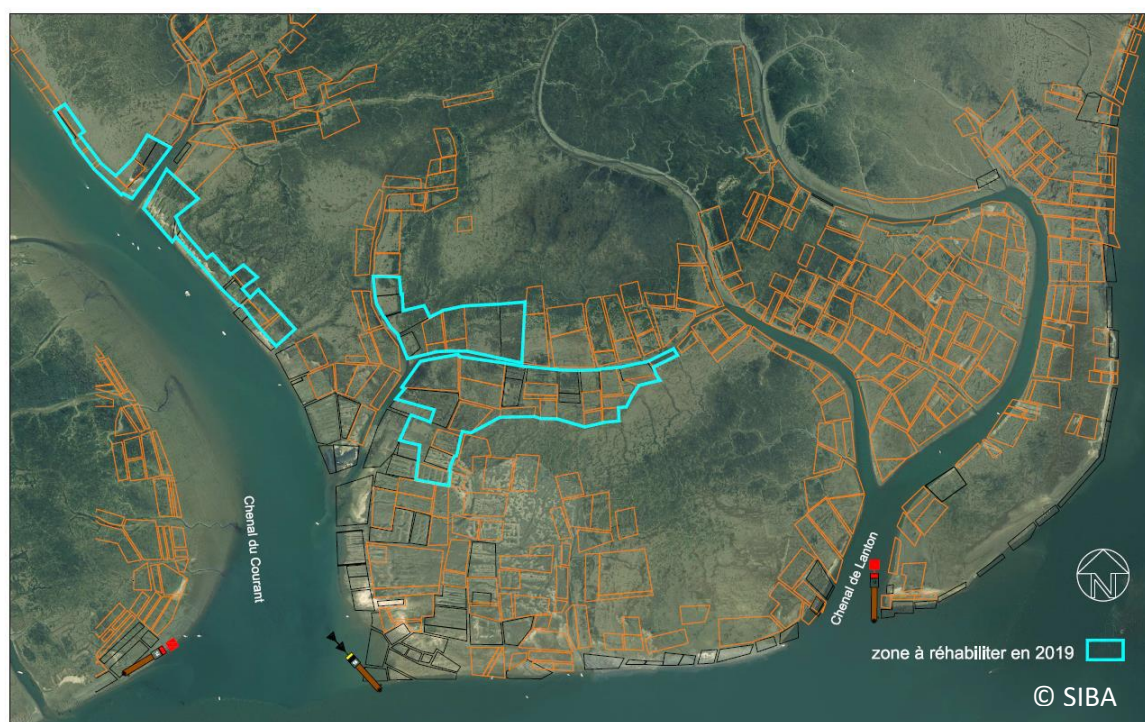 Chenal du Courant
Chenal de Lanton
N
zone à réhabiliter en 2019
© SIBA